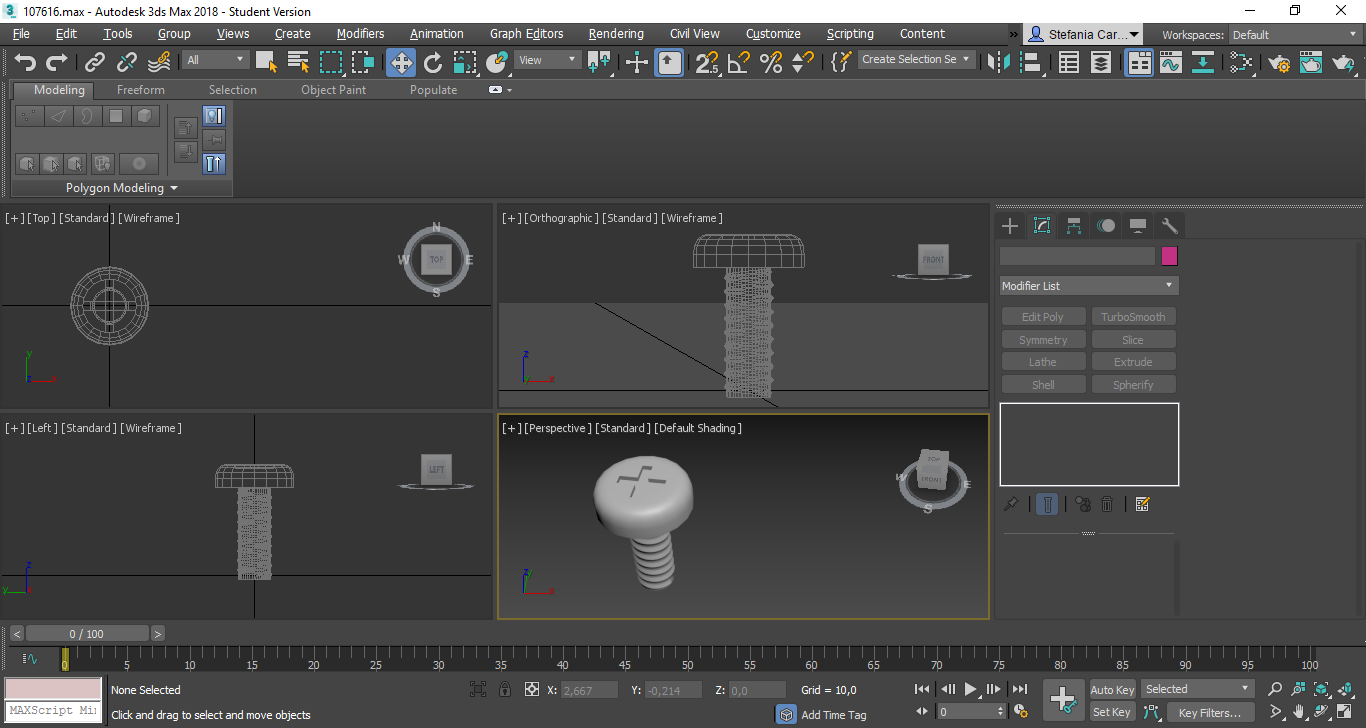 107616.max - Autodesk 3ds Max 2018 - Student Version
File Edit Tools Group Views Create Modifiers Animation Graph Editors Rendering Civil View Customize Scripting Content » Stefania Car... Workspaces: Default
All View Create Selection Se
Modeling Freeform Selection Object Paint Populate
Polygon Modeling
[+] [Top] [Standard] [Wireframe]
N
W TOP E
S
y
z x
[+] [Orthographic] [Standard] [Wireframe]
FRONT
z
y x
[+] [Left] [Standard] [Wireframe]
LEFT
z
y x
[+] [Perspective] [Standard] [Default Shading]
TOP
W FRONT E
S
z y
x
Modifier List
Edit Poly TurboSmooth
Symmetry Slice
Lathe Extrude
Shell Spherify
< 0 / 100 >
0 5 10 15 20 25 30 35 40 45 50 55 60 65 70 75 80 85 90 95 100
None Selected X: 2,667 Y: -0,214 Z: 0,0 Grid = 10,0 Auto Key Selected
MAXScript Mi Click and drag to select and move objects Add Time Tag 0 Set Key Key Filters...